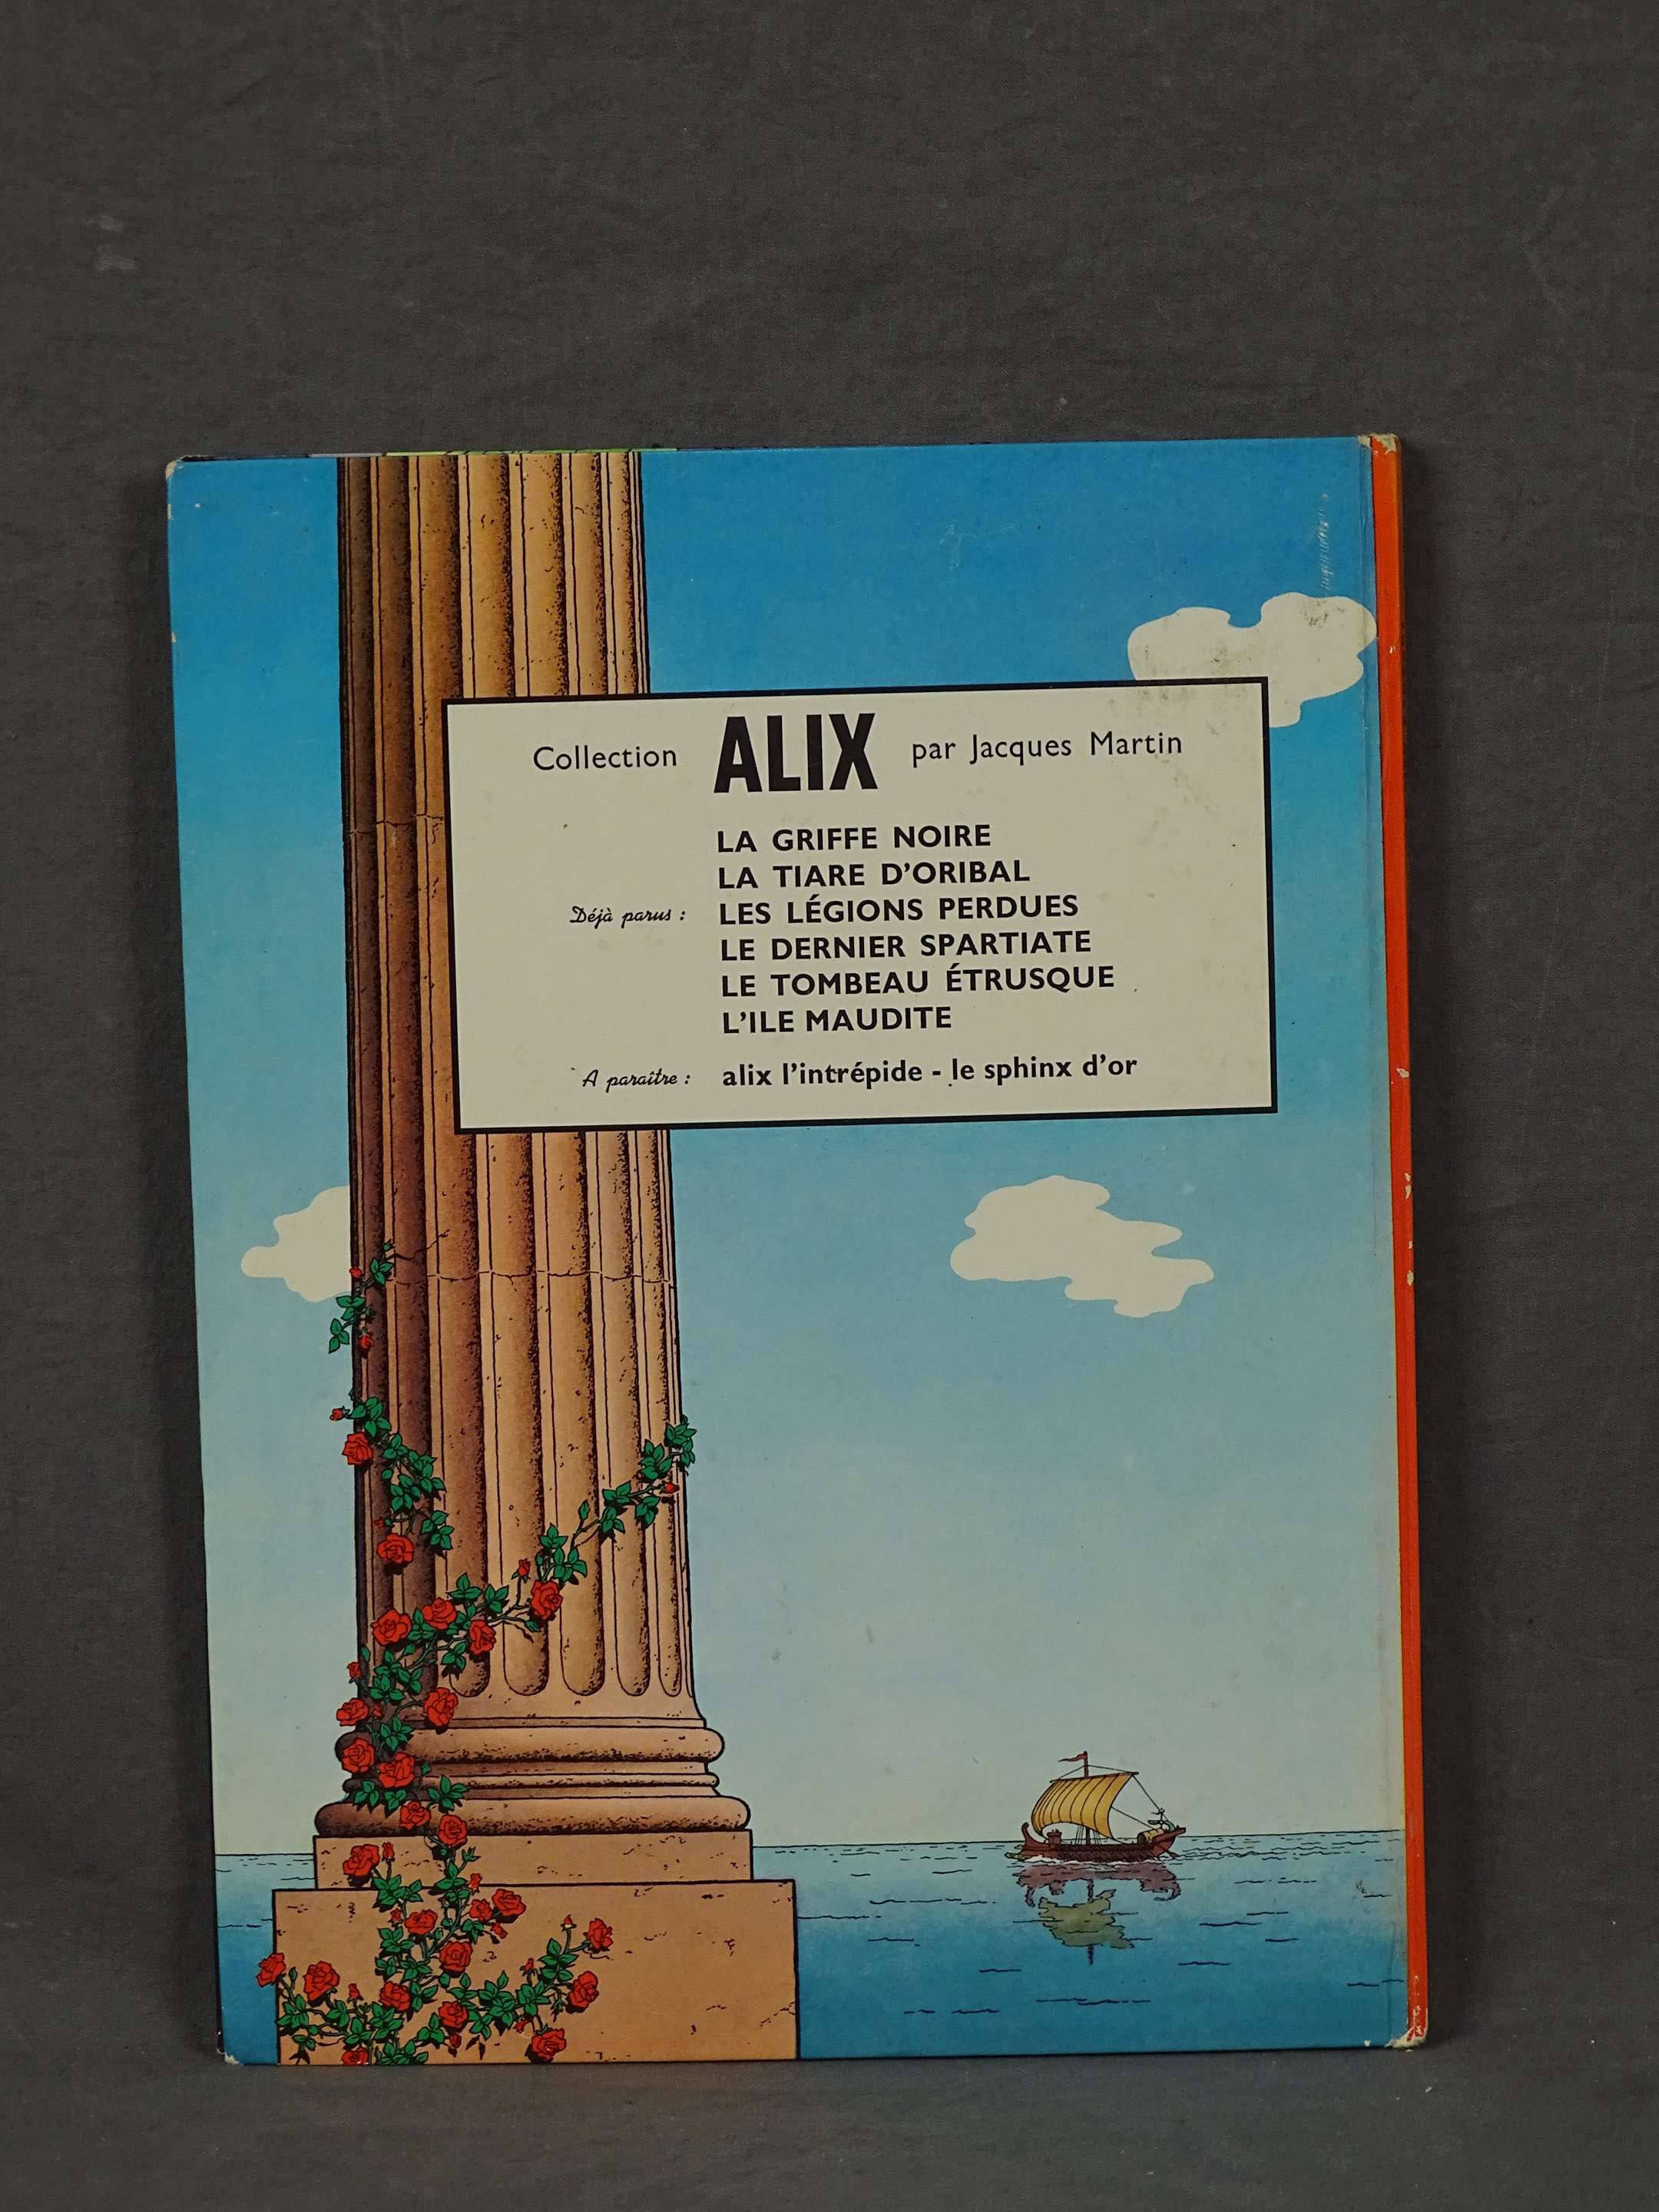 Collection ALIX par Jacques Martin
LA GRIFFE NOIRE
LA TIARE D'ORIBAL
Déjà parus : LES LÉGIONS PERDUES
LE DERNIER SPARTIATE
LE TOMBEAU ÉTRUSQUE
L'ILE MAUDITE
A paraître : alix l'intrépide - le sphinx d'or